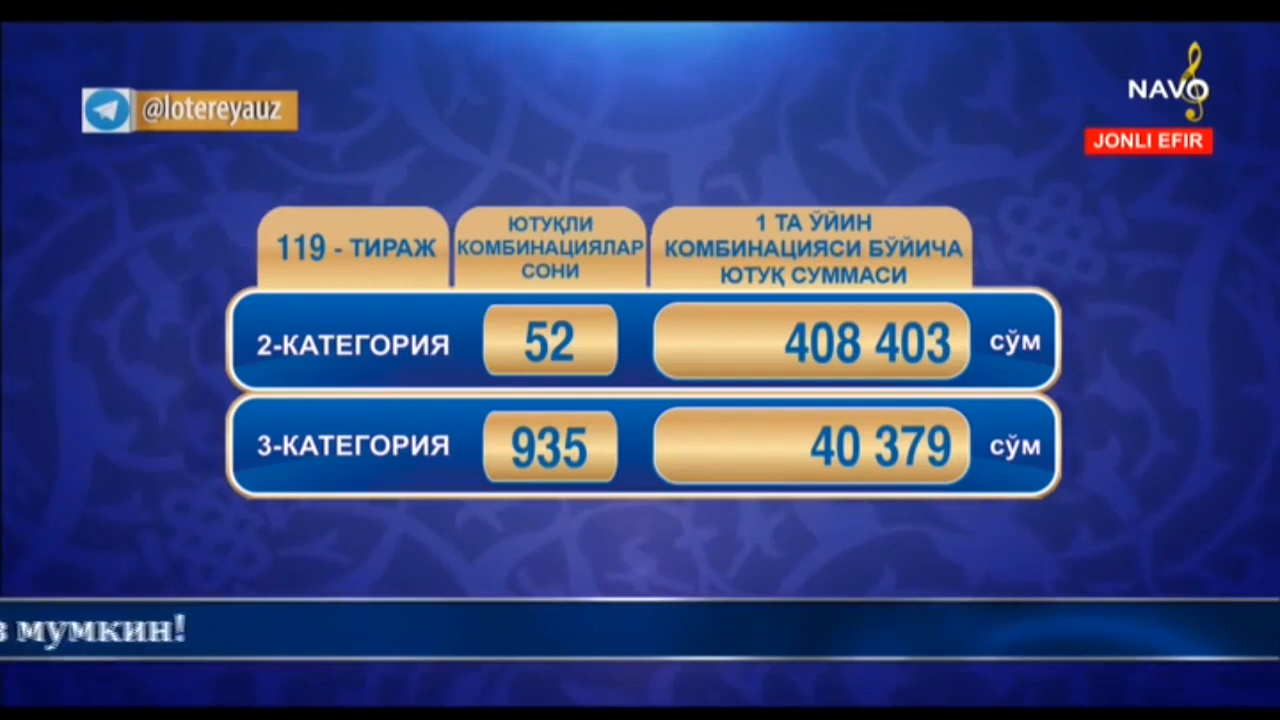 @lotereyauz
NAVO
JONLI EFIR
119 - ТИРАЖ
ЮТУҚЛИ
КОМБИНАЦИЯЛАР
СОНИ
1 ТА ЎЙИН
КОМБИНАЦИЯСИ БЎЙИЧА
ЮТУҚ СУММАСИ
2-КАТЕГОРИЯ 52 408 403 сўм
3-КАТЕГОРИЯ 935 40 379 сўм
мумкин!